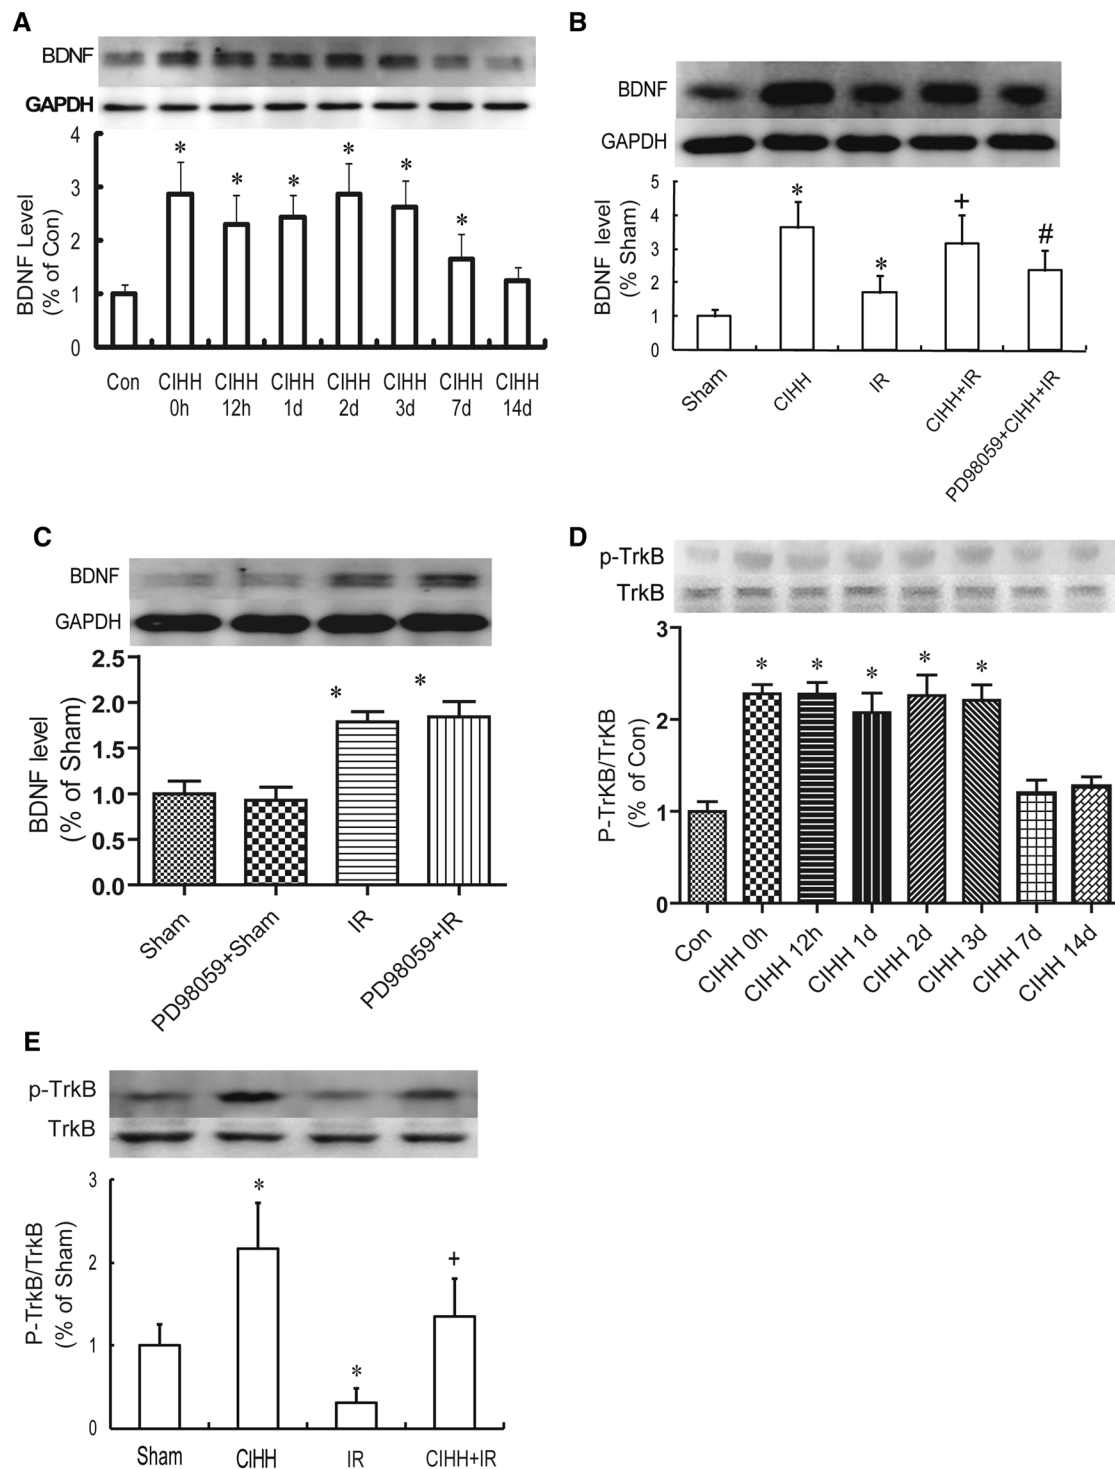 A
BDNF
GAPDH
BDNF Level
(% of Con)
4
3
2
1
0
* * * * * *
Con CIHH CIHH CIHH CIHH CIHH CIHH CIHH
0h 12h 1d 2d 3d 7d 14d
B
BDNF
GAPDH
BDNF level
(% Sham)
5
4
3
2
1
0
* * + #
Sham CIHH IR CIHH+IR PD98059+CIHH+IR
C
BDNF
GAPDH
BDNF level
(% of Sham)
2.5
2.0
1.5
1.0
0.5
0.0
* *
Sham PD98059+Sham IR PD98059+IR
D
p-TrkB
TrkB
P-TrKB/TrKB
(% of Con)
3
2
1
0
* * * * *
Con CIHH 0h CIHH 12h CIHH 1d CIHH 2d CIHH 3d CIHH 7d CIHH 14d
E
p-TrkB
TrkB
P-TrkB/TrkB
(% of Sham)
3
2
1
0
* * +
Sham CIHH IR CIHH+IR